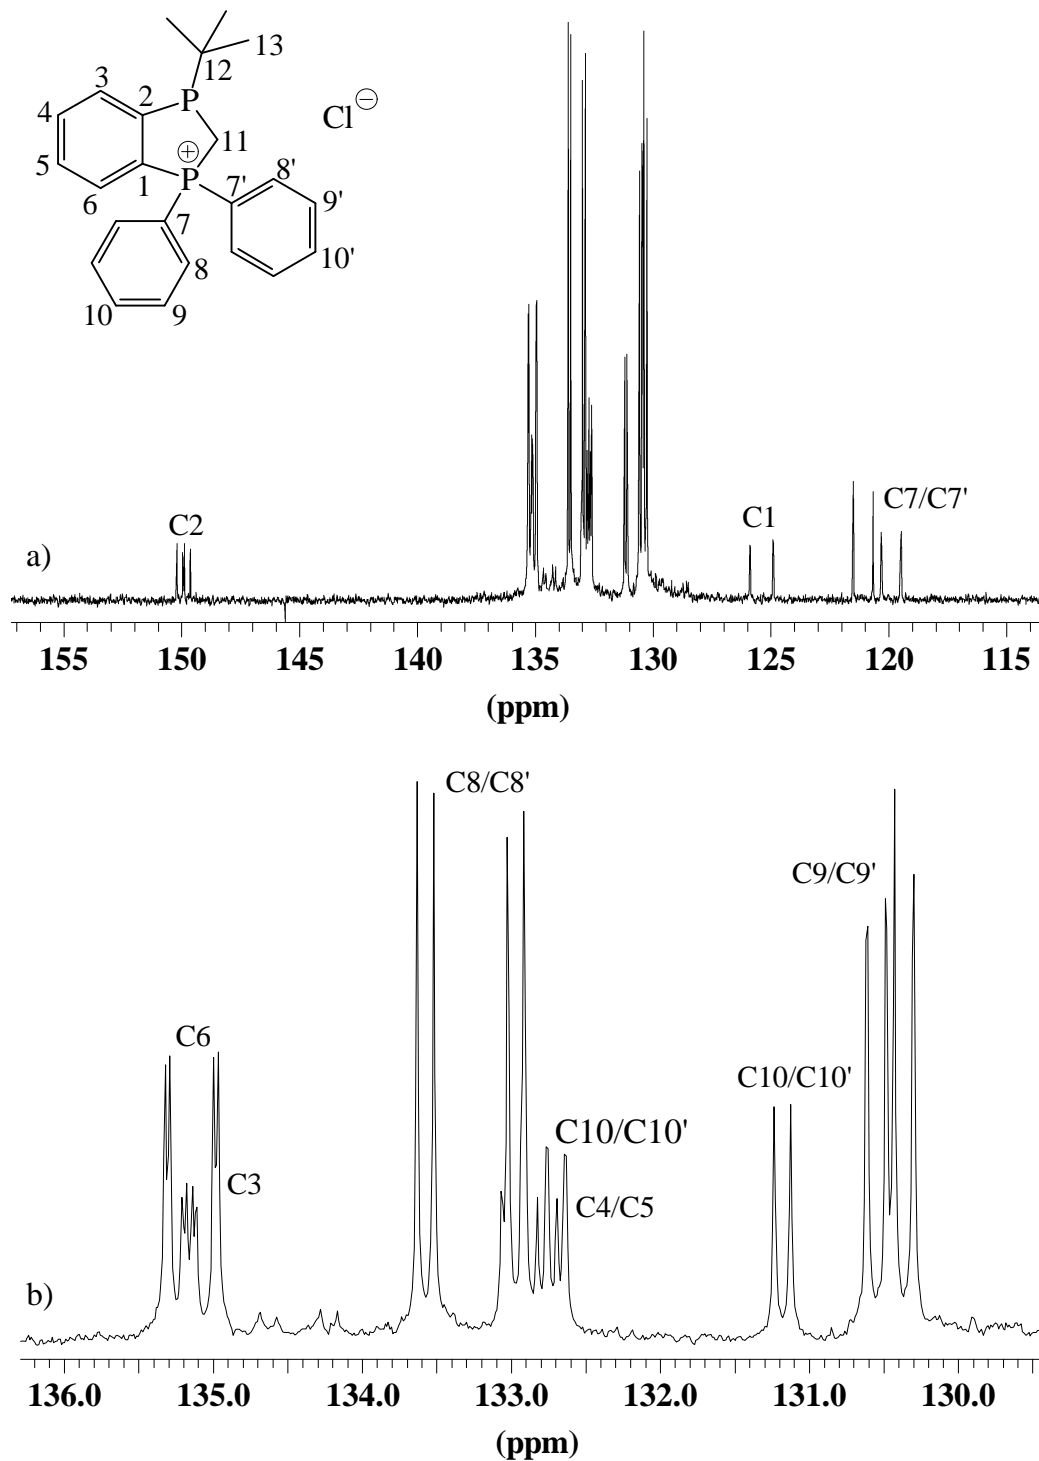 13
12
3
2
P
4
Cl⊖
11
5
⊕
8'
1
P
7'
9'
6
7
10'
8
10
9
C2
C1
C7/C7'
a)
155 150 145 140 135 130 125 120 115
(ppm)
C8/C8'
C9/C9'
C6
C10/C10'
C10/C10'
C3
C4/C5
b)
136.0 135.0 134.0 133.0 132.0 131.0 130.0
(ppm)